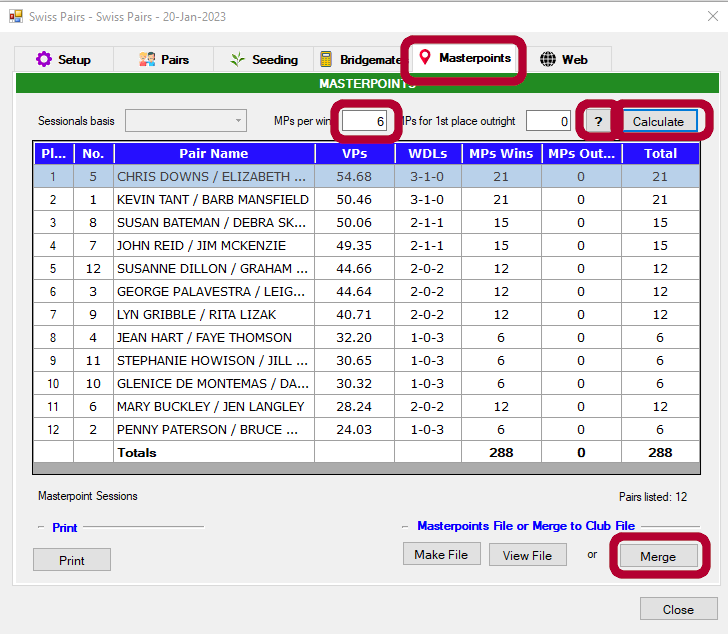 Swiss Pairs - Swiss Pairs - 20-Jan-2023
Setup Pairs Seeding Bridgemate Masterpoints Web
MASTERPOINTS
Sessionals basis MPs per win 6 MPs for 1st place outright 0 ? Calculate
Pl... No. Pair Name VPs WDLs MPs Wins MPs Out... Total
1 5 CHRIS DOWNS / ELIZABETH ... 54.68 3-1-0 21 0 21
2 1 KEVIN TANT / BARB MANSFIELD 50.46 3-1-0 21 0 21
3 8 SUSAN BATEMAN / DEBRA SK... 50.06 2-1-1 15 0 15
4 7 JOHN REID / JIM MCKENZIE 49.35 2-1-1 15 0 15
5 12 SUSANNE DILLON / GRAHAM ... 44.66 2-0-2 12 0 12
6 3 GEORGE PALAVESTRA / LEIG... 44.64 2-0-2 12 0 12
7 9 LYN GRIBBLE / RITA LIZAK 40.71 2-0-2 12 0 12
8 4 JEAN HART / FAYE THOMSON 32.20 1-0-3 6 0 6
9 11 STEPHANIE HOWISON / JILL ... 30.65 1-0-3 6 0 6
10 10 GLENICE DE MONTEMAS / DA... 30.32 1-0-3 6 0 6
11 6 MARY BUCKLEY / JEN LANGLEY 28.24 2-0-2 12 0 12
12 2 PENNY PATERSON / BRUCE ... 24.03 1-0-3 6 0 6
Totals 288 0 288
Masterpoint Sessions Pairs listed: 12
Print Masterpoints File or Merge to Club File
Print Make File View File or Merge
Close